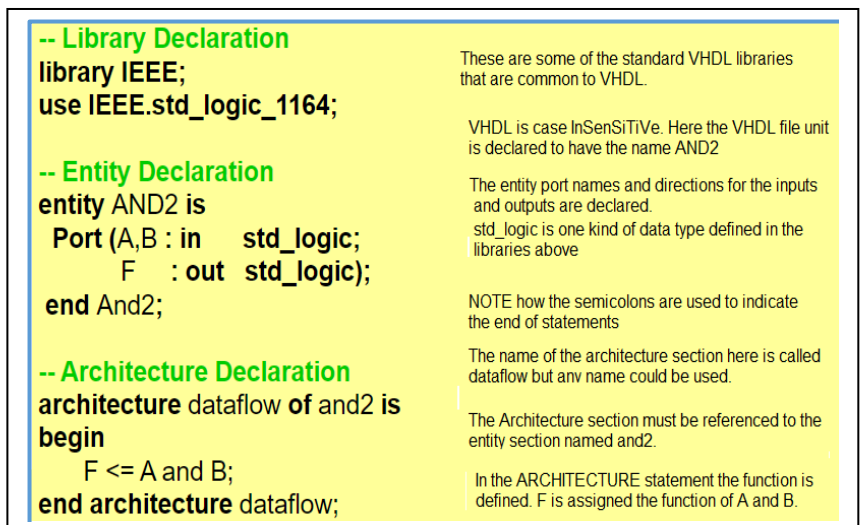 -- Library Declaration
library IEEE;
use IEEE.std_logic_1164;
-- Entity Declaration
entity AND2 is
Port (A,B : in std_logic;
F : out std_logic);
end And2;
-- Architecture Declaration
architecture dataflow of and2 is
begin
F <= A and B;
end architecture dataflow;
These are some of the standard VHDL libraries
that are common to VHDL.
VHDL is case InSenSiTiVe. Here the VHDL file unit
is declared to have the name AND2
The entity port names and directions for the inputs
and outputs are declared.
std_logic is one kind of data type defined in the
libraries above
NOTE how the semicolons are used to indicate
the end of statements
The name of the architecture section here is called
dataflow but any name could be used.
The Architecture section must be referenced to the
entity section named and2.
In the ARCHITECTURE statement the function is
defined. F is assigned the function of A and B.